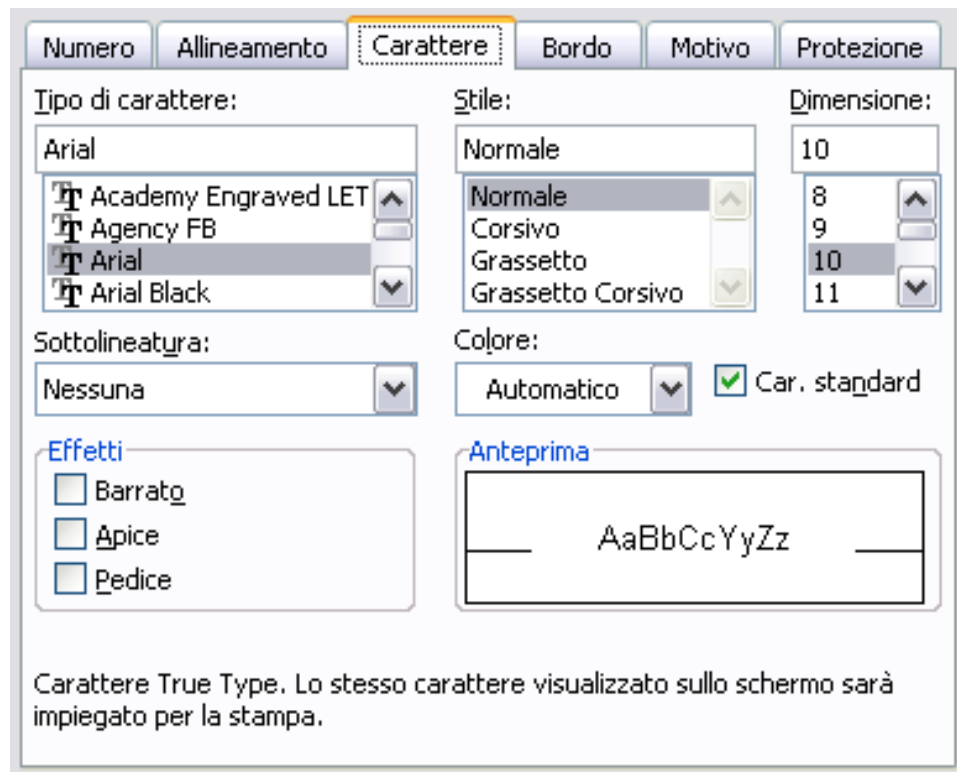 Numero Allineamento Carattere Bordo Motivo Protezione
Tipo di carattere: Stile: Dimensione:
Arial Normale 10
Academy Engraved LET Normale 8
Agency FB Corsivo 9
Arial Grassetto 10
Arial Black Grassetto Corsivo 11
Sottolineatura: Colore:
Nessuna Automatico Car. standard
Effetti Anteprima
Barrato
Apice AaBbCcYyZz
Pedice
Carattere True Type. Lo stesso carattere visualizzato sullo schermo sarà
impiegato per la stampa.